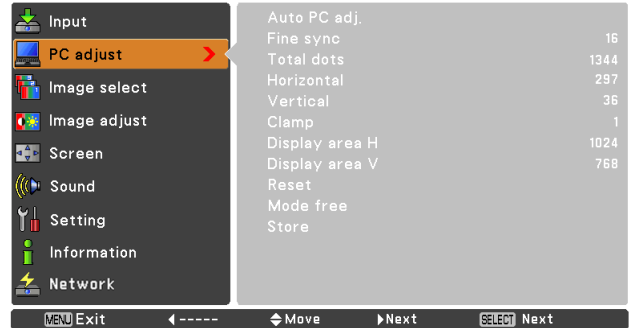 Input
PC adjust
Image select
Image adjust
Screen
Sound
Setting
Information
Network
Auto PC adj.
Fine sync 16
Total dots 1344
Horizontal 297
Vertical 36
Clamp 1
Display area H 1024
Display area V 768
Reset
Mode free
Store
MENU Exit ----- Move Next SELECT Next